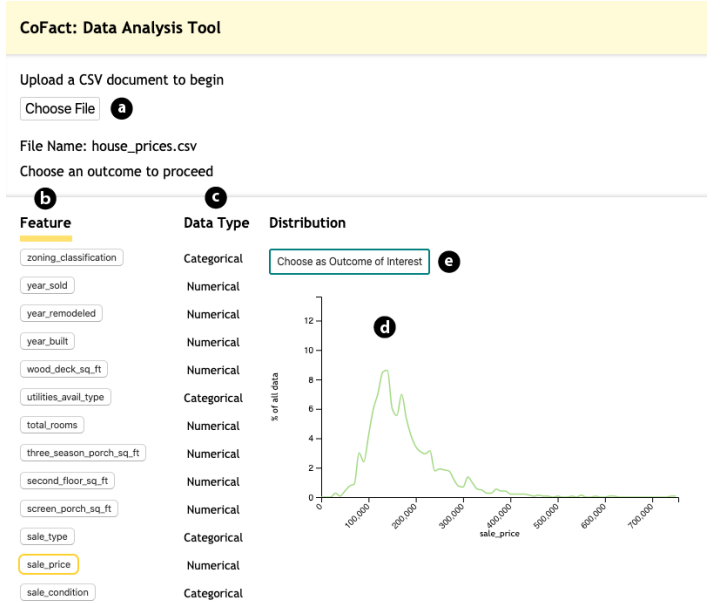 CoFact: Data Analysis Tool
Upload a CSV document to begin
Choose File a
File Name: house_prices.csv
Choose an outcome to proceed
b c
Feature Data Type Distribution
zoning_classification Categorical Choose as Outcome of Interest e
year_sold Numerical
year_remodeled Numerical
year_built Numerical
wood_deck_sq_ft Numerical
utilities_avail_type Categorical
total_rooms Numerical
three_season_porch_sq_ft Numerical
second_floor_sq_ft Numerical
screen_porch_sq_ft Numerical
sale_type Categorical
sale_price Numerical
sale_condition Categorical
d
% of all data
12
10
8
6
4
2
0
0 100,000 200,000 300,000 400,000 500,000 600,000 700,000
sale_price